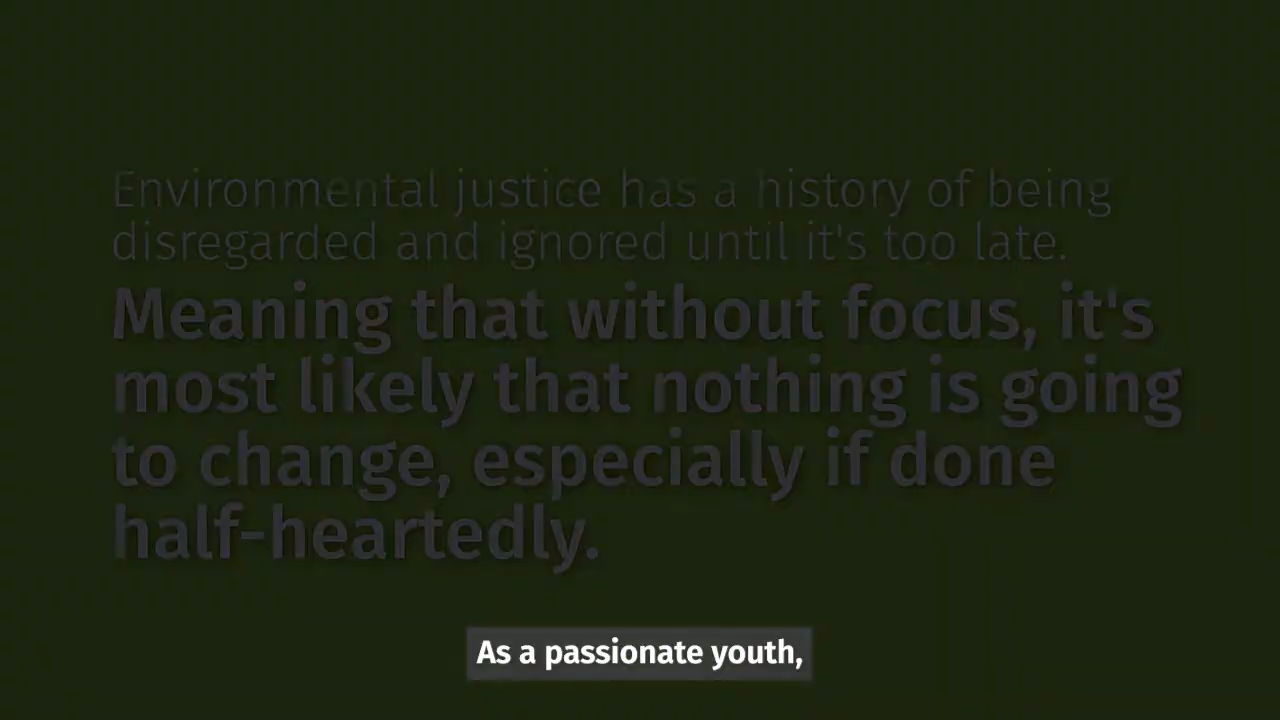 Environmental justice has a history of being
disregarded and ignored until it's too late.
Meaning that without focus, it's
most likely that nothing is going
to change, especially if done
half-heartedly.
As a passionate youth,